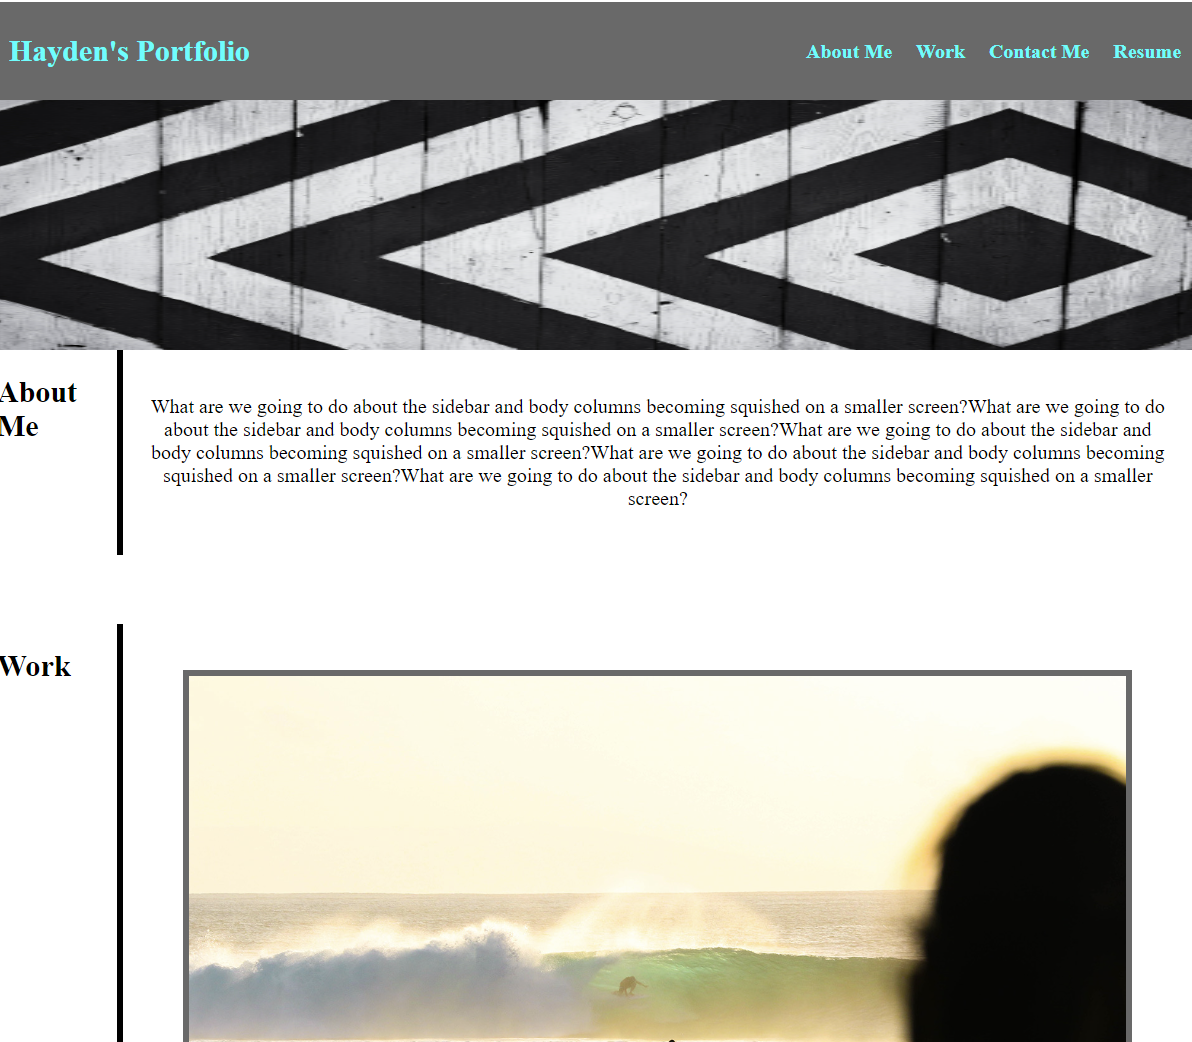 Hayden's Portfolio
About Me Work Contact Me Resume
About
Me
What are we going to do about the sidebar and body columns becoming squished on a smaller screen?What are we going to do
about the sidebar and body columns becoming squished on a smaller screen?What are we going to do about the sidebar and
body columns becoming squished on a smaller screen?What are we going to do about the sidebar and body columns becoming
squished on a smaller screen?What are we going to do about the sidebar and body columns becoming squished on a smaller
screen?
Work